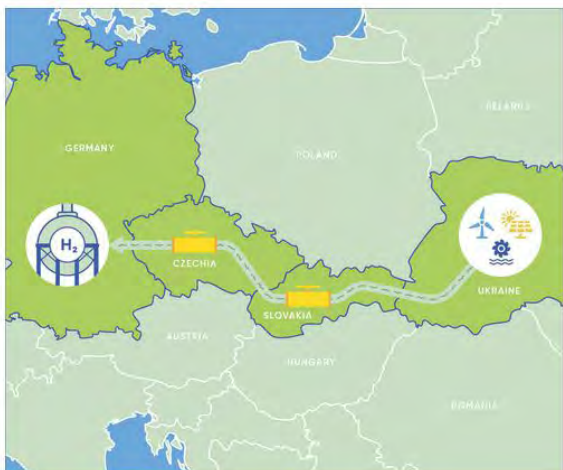 BELARUS
GERMANY
POLAND
H₂
CZECHIA
UKRAINE
SLOVAKIA
AUSTRIA
HUNGARY
ROMANIA